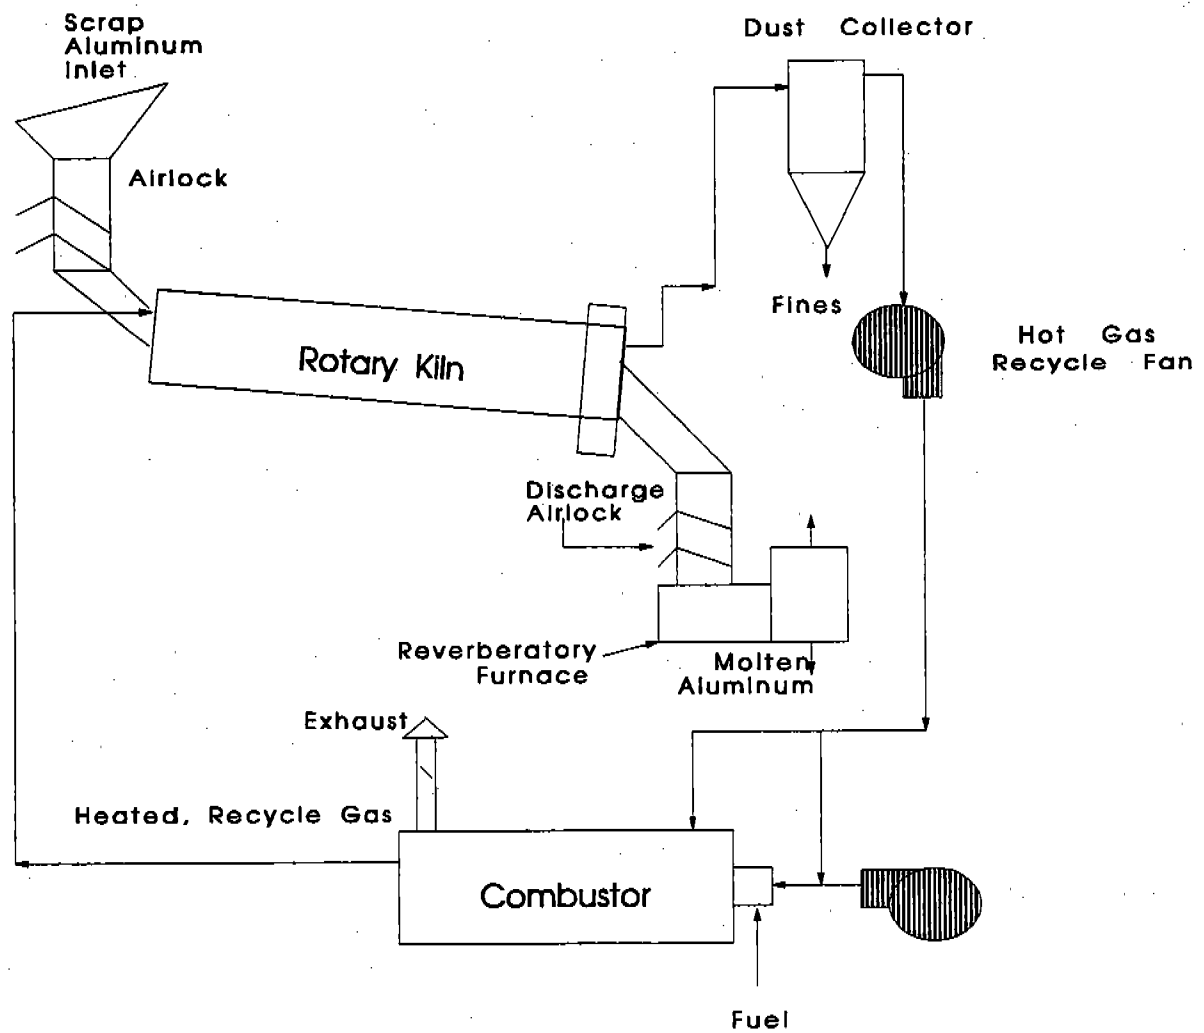 Scrap
Aluminum
Inlet
Dust Collector
Airlock
Fines
Hot Gas
Recycle Fan
Rotary Kiln
Discharge
Airlock
Reverberatory
Furnace
Molten
Aluminum
Exhaust
Heated, Recycle Gas
Combustor
Fuel